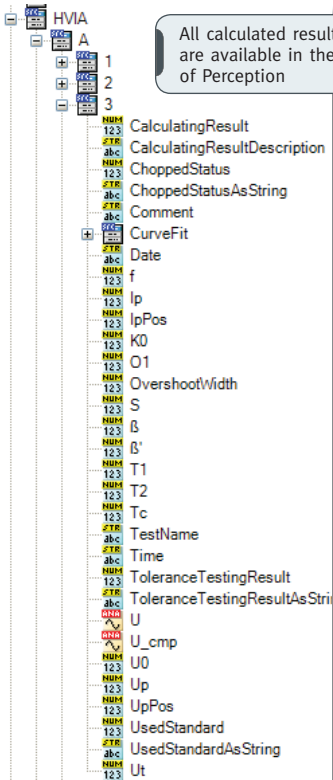 HVIA
All calculated result
are available in the
of Perception
A
1
2
3
NUM 123 CalculatingResult
STR abc CalculatingResultDescription
NUM 123 ChoppedStatus
STR abc ChoppedStatusAsString
STR abc Comment
CurveFit
STR abc Date
NUM 123 f
NUM 123 Ip
NUM 123 IpPos
NUM 123 K0
NUM 123 O1
NUM 123 OvershootWidth
NUM 123 S
NUM 123 ß
NUM 123 ß'
NUM 123 T1
NUM 123 T2
NUM 123 Tc
STR abc TestName
STR abc Time
NUM 123 ToleranceTestingResult
STR abc ToleranceTestingResultAsStri
ANA U
ANA U_cmp
NUM 123 U0
NUM 123 Up
NUM 123 UpPos
NUM 123 UsedStandard
STR abc UsedStandardAsString
NUM 123 Ut